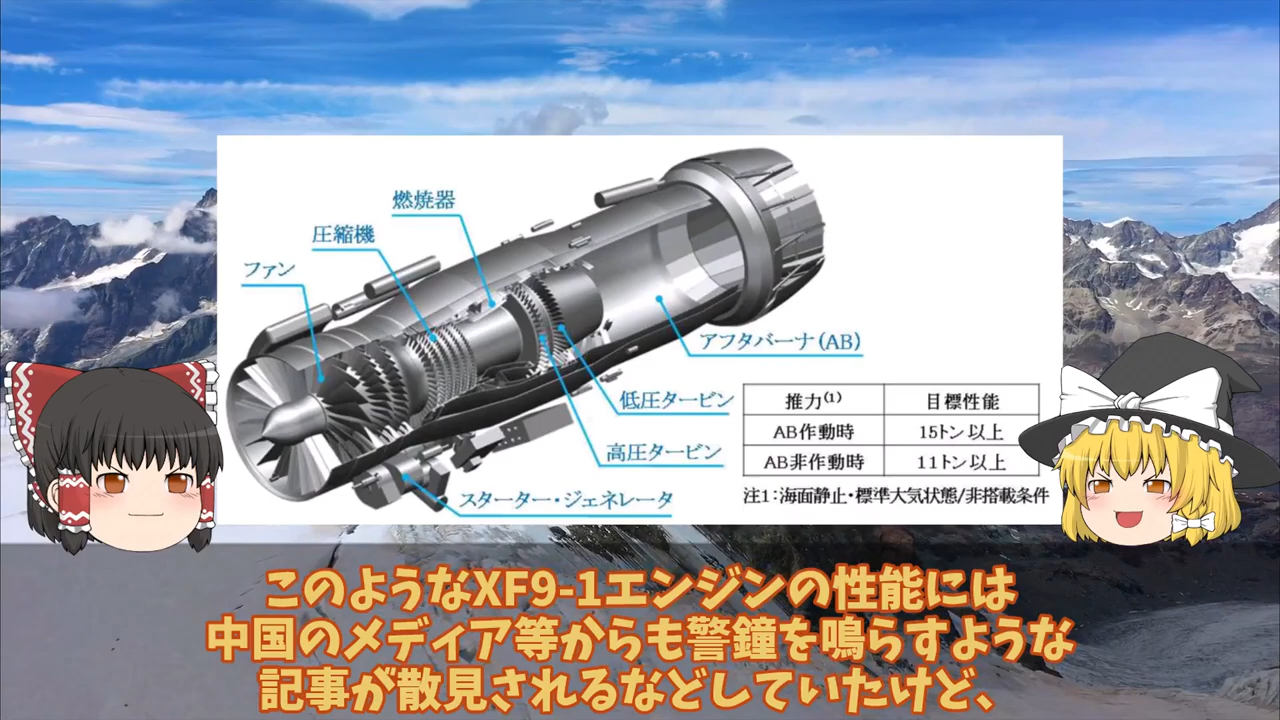 燃焼器
圧縮機
ファン
アフタバーナ(AB)
低圧タービン
高圧タービン
スターター・ジェネレータ
推力(1) 目標性能
AB作動時 15トン以上
AB非作動時 11トン以上
注1:海面静止・標準大気状態/非搭載条件
このようなXF9-1エンジンの性能には
中国のメディア等からも警鐘を鳴らすような
記事が散見されるなどしていたけど、